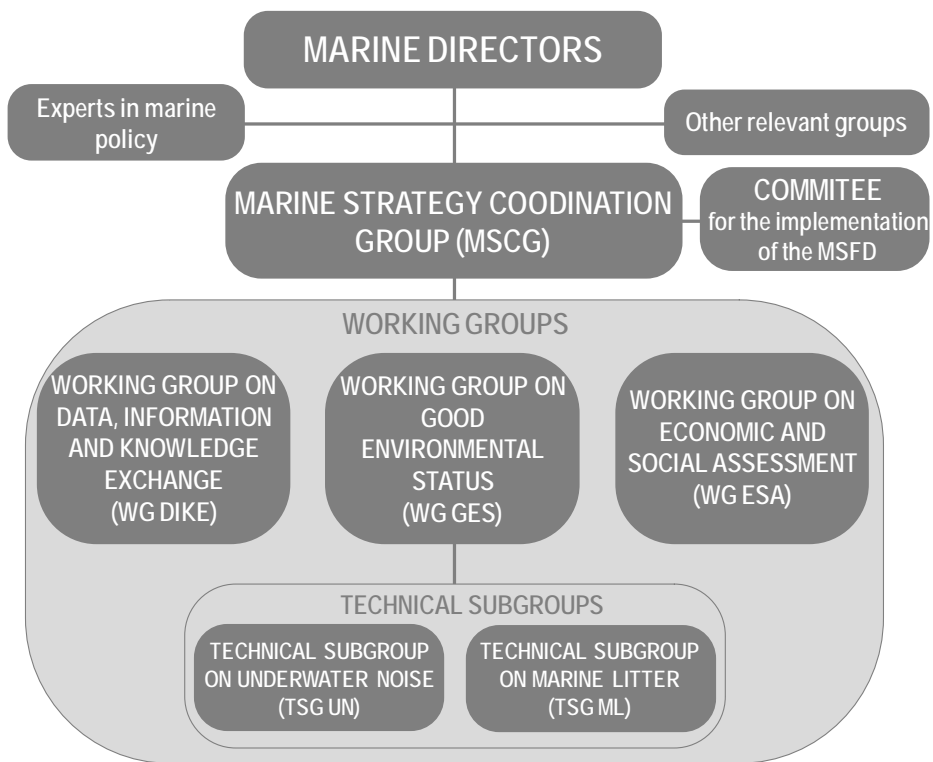 MARINE DIRECTORS
Experts in marine
policy
Other relevant groups
MARINE STRATEGY COODINATION
GROUP (MSCG)
COMMITEE
for the implementation
of the MSFD
WORKING GROUPS
WORKING GROUP ON
DATA, INFORMATION
AND KNOWLEDGE
EXCHANGE
(WG DIKE)
WORKING GROUP ON
GOOD
ENVIRONMENTAL
STATUS
(WG GES)
WORKING GROUP ON
ECONOMIC AND
SOCIAL ASSESSMENT
(WG ESA)
TECHNICAL SUBGROUPS
TECHNICAL SUBGROUP
ON UNDERWATER NOISE
(TSG UN)
TECHNICAL SUBGROUP
ON MARINE LITTER
(TSG ML)